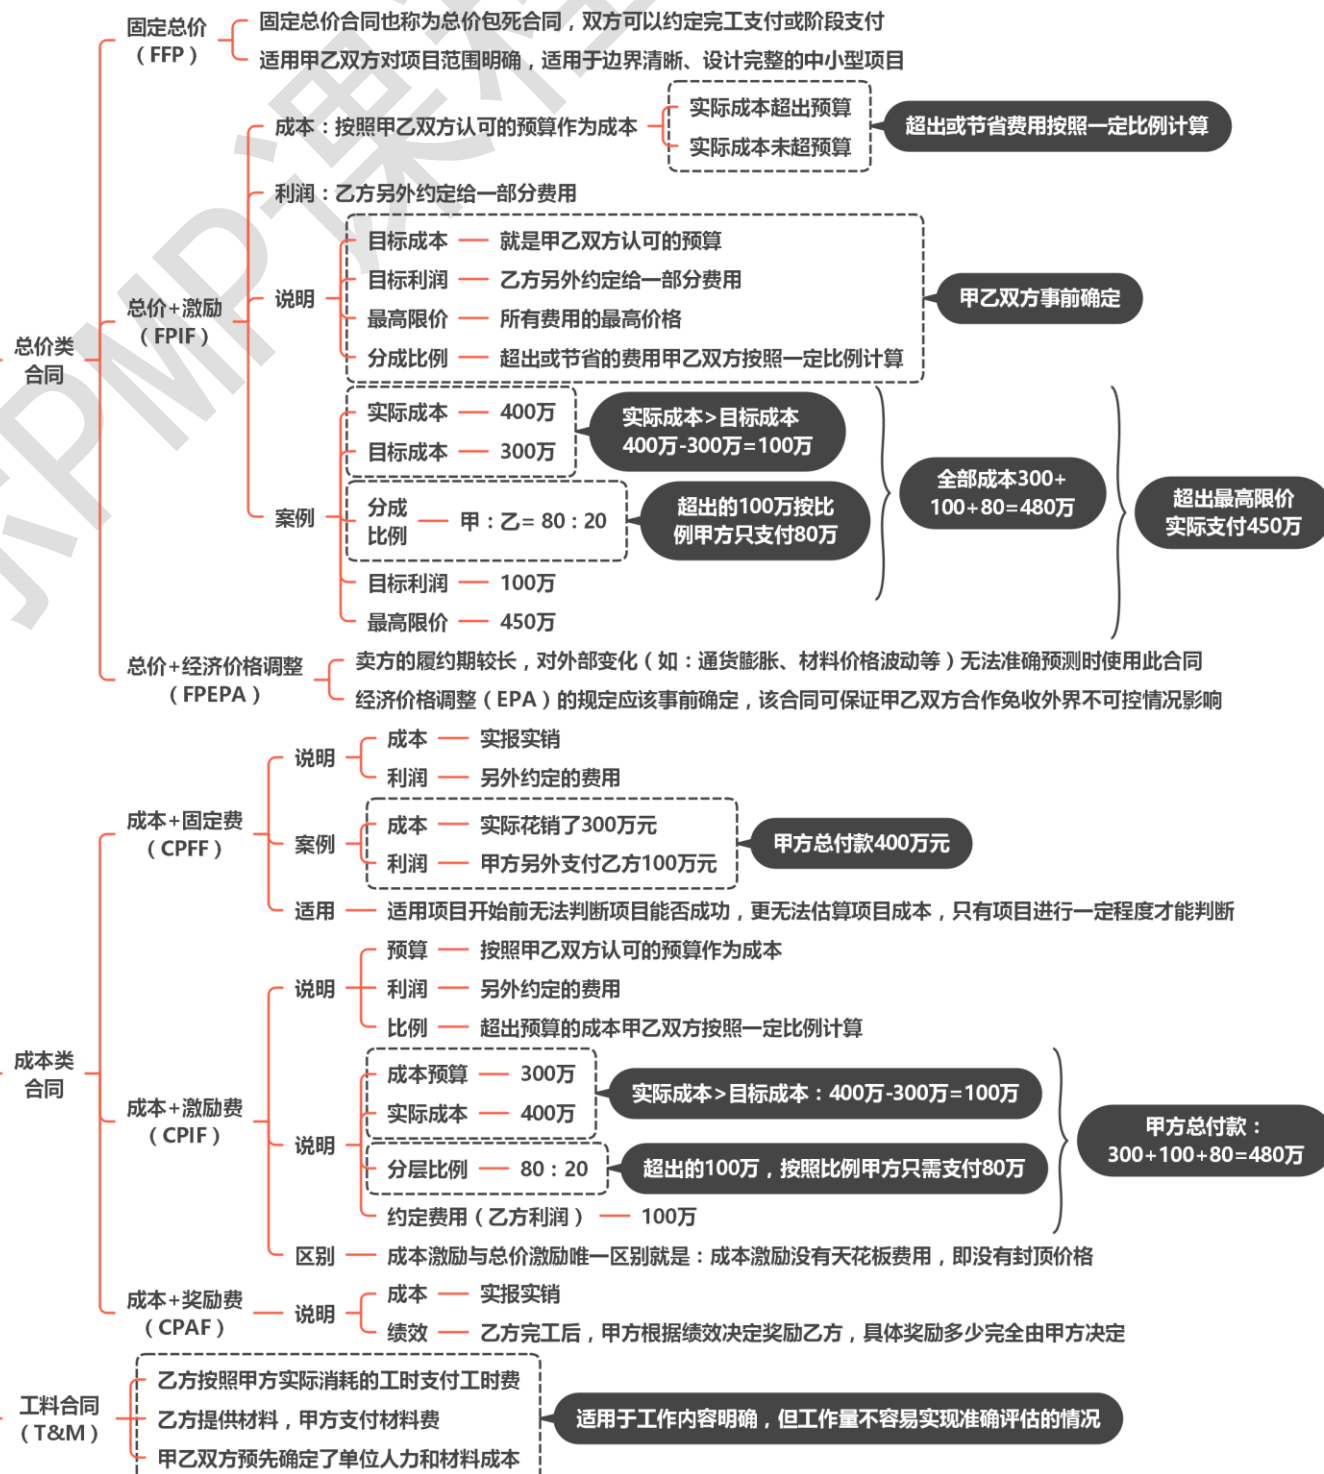 固定总价
（FFP）
固定总价合同也称为总价包死合同，双方可以约定完工支付或阶段支付
适用甲乙双方对项目范围明确，适用于边界清晰、设计完整的中小型项目
总价类
合同
总价+激励
（FPIF）
成本：按照甲乙双方认可的预算作为成本
实际成本超出预算
实际成本未超预算
超出或节省费用按照一定比例计算
利润：乙方另外约定给一部分费用
说明
目标成本
就是甲乙双方认可的预算
目标利润
乙方另外约定给一部分费用
最高限价
所有费用的最高价格
分成比例
超出或节省的费用甲乙双方按照一定比例计算
甲乙双方事前确定
案例
实际成本
400万
目标成本
300万
实际成本>目标成本
400万-300万=100万
分成
比例
甲：乙= 80：20
超出的100万按比
例甲方只支付80万
目标利润
100万
最高限价
450万
全部成本300+
100+80=480万
超出最高限价
实际支付450万
总价+经济价格调整
（FPEPA）
卖方的履约期较长，对外部变化（如：通货膨胀、材料价格波动等）无法准确预测时使用此合同
经济价格调整（EPA）的规定应该事前确定，该合同可保证甲乙双方合作免收外界不可控情况影响
成本类
合同
成本+固定费
（CPFF）
说明
成本
实报实销
利润
另外约定的费用
案例
成本
实际花销了300万元
利润
甲方另外支付乙方100万元
甲方总付款400万元
适用
适用项目开始前无法判断项目能否成功，更无法估算项目成本，只有项目进行一定程度才能判断
成本+激励费
（CPIF）
说明
预算
按照甲乙双方认可的预算作为成本
利润
另外约定的费用
比例
超出预算的成本甲乙双方按照一定比例计算
说明
成本预算
300万
实际成本
400万
实际成本>目标成本：400万-300万=100万
分层比例
80：20
超出的100万，按照比例甲方只需支付80万
约定费用（乙方利润）
100万
甲方总付款：
300+100+80=480万
区别
成本激励与总价激励唯一区别就是：成本激励没有天花板费用，即没有封顶价格
成本+奖励费
（CPAF）
说明
成本
实报实销
绩效
乙方完工后，甲方根据绩效决定奖励乙方，具体奖励多少完全由甲方决定
工料合同
（T&M）
乙方按照甲方实际消耗的工时支付工时费
乙方提供材料，甲方支付材料费
甲乙双方预先确定了单位人力和材料成本
适用于工作内容明确，但工作量不容易实现准确评估的情况
PMP课程